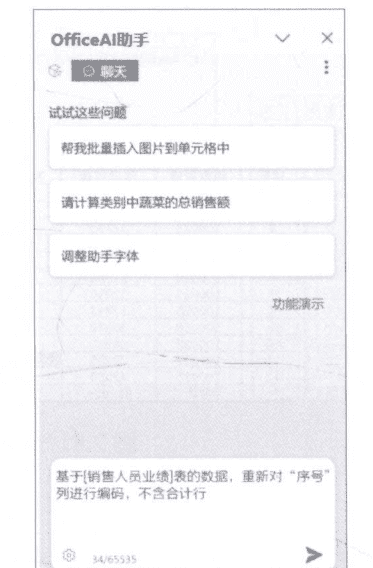 OfficeAI助手
聊天
试试这些问题
帮我批量插入图片到单元格中
请计算类别中蔬菜的总销售额
调整助手字体
功能演示
基于[销售人员业绩]表的数据，重新对“序号”
列进行编码，不含合计行
34/65535